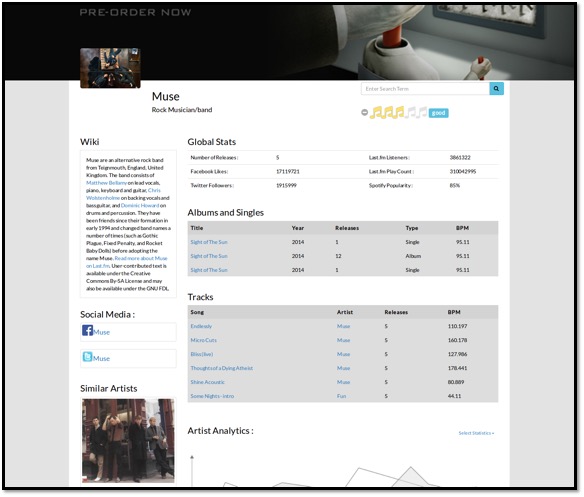 PRE-ORDER NOW
Muse
Rock Musician/band
Enter Search Term
good
Wiki
Muse are an alternative rock band
from Teignmouth, England, United
Kingdom. The band consists of
Matthew Bellamy on lead vocals,
piano, keyboard and guitar, Chris
Wolstenholme on backing vocals and
bassguitar, and Dominic Howard on
drums and percussion. They have
been friends since their formation in
early 1994 and changed band names a
number of times (such as Gothic
Plague, Fixed Penalty, and Rocket
Baby Dolls) before adopting the
name Muse. Read more about Muse
on Last.fm. User-contributed text is
available under the Creative
Commons By-SA License and may
also be available under the GNU FDL.
Social Media :
Muse
Muse
Similar Artists
Global Stats
Number of Releases : 5 Last.fm Listeners : 3861322
Facebook Likes: 17119721 Last.fm Play Count : 310042995
Twitter Followers : 1915999 Spotify Popularity : 85%
Albums and Singles
Title Year Releases Type BPM
Sight of The Sun 2014 1 Single 95.11
Sight of The Sun 2014 12 Album 95.11
Sight of The Sun 2014 1 Single 95.11
Tracks
Song Artist Releases BPM
Endlessly Muse 5 110.197
Micro Cuts Muse 5 160.178
Bliss (live) Muse 5 127.986
Thoughts of a Dying Atheist Muse 5 178.441
Shine Acoustic Muse 5 80.889
Some Nights - intro Fun 5 44.11
Artist Analytics :
Select Statistics